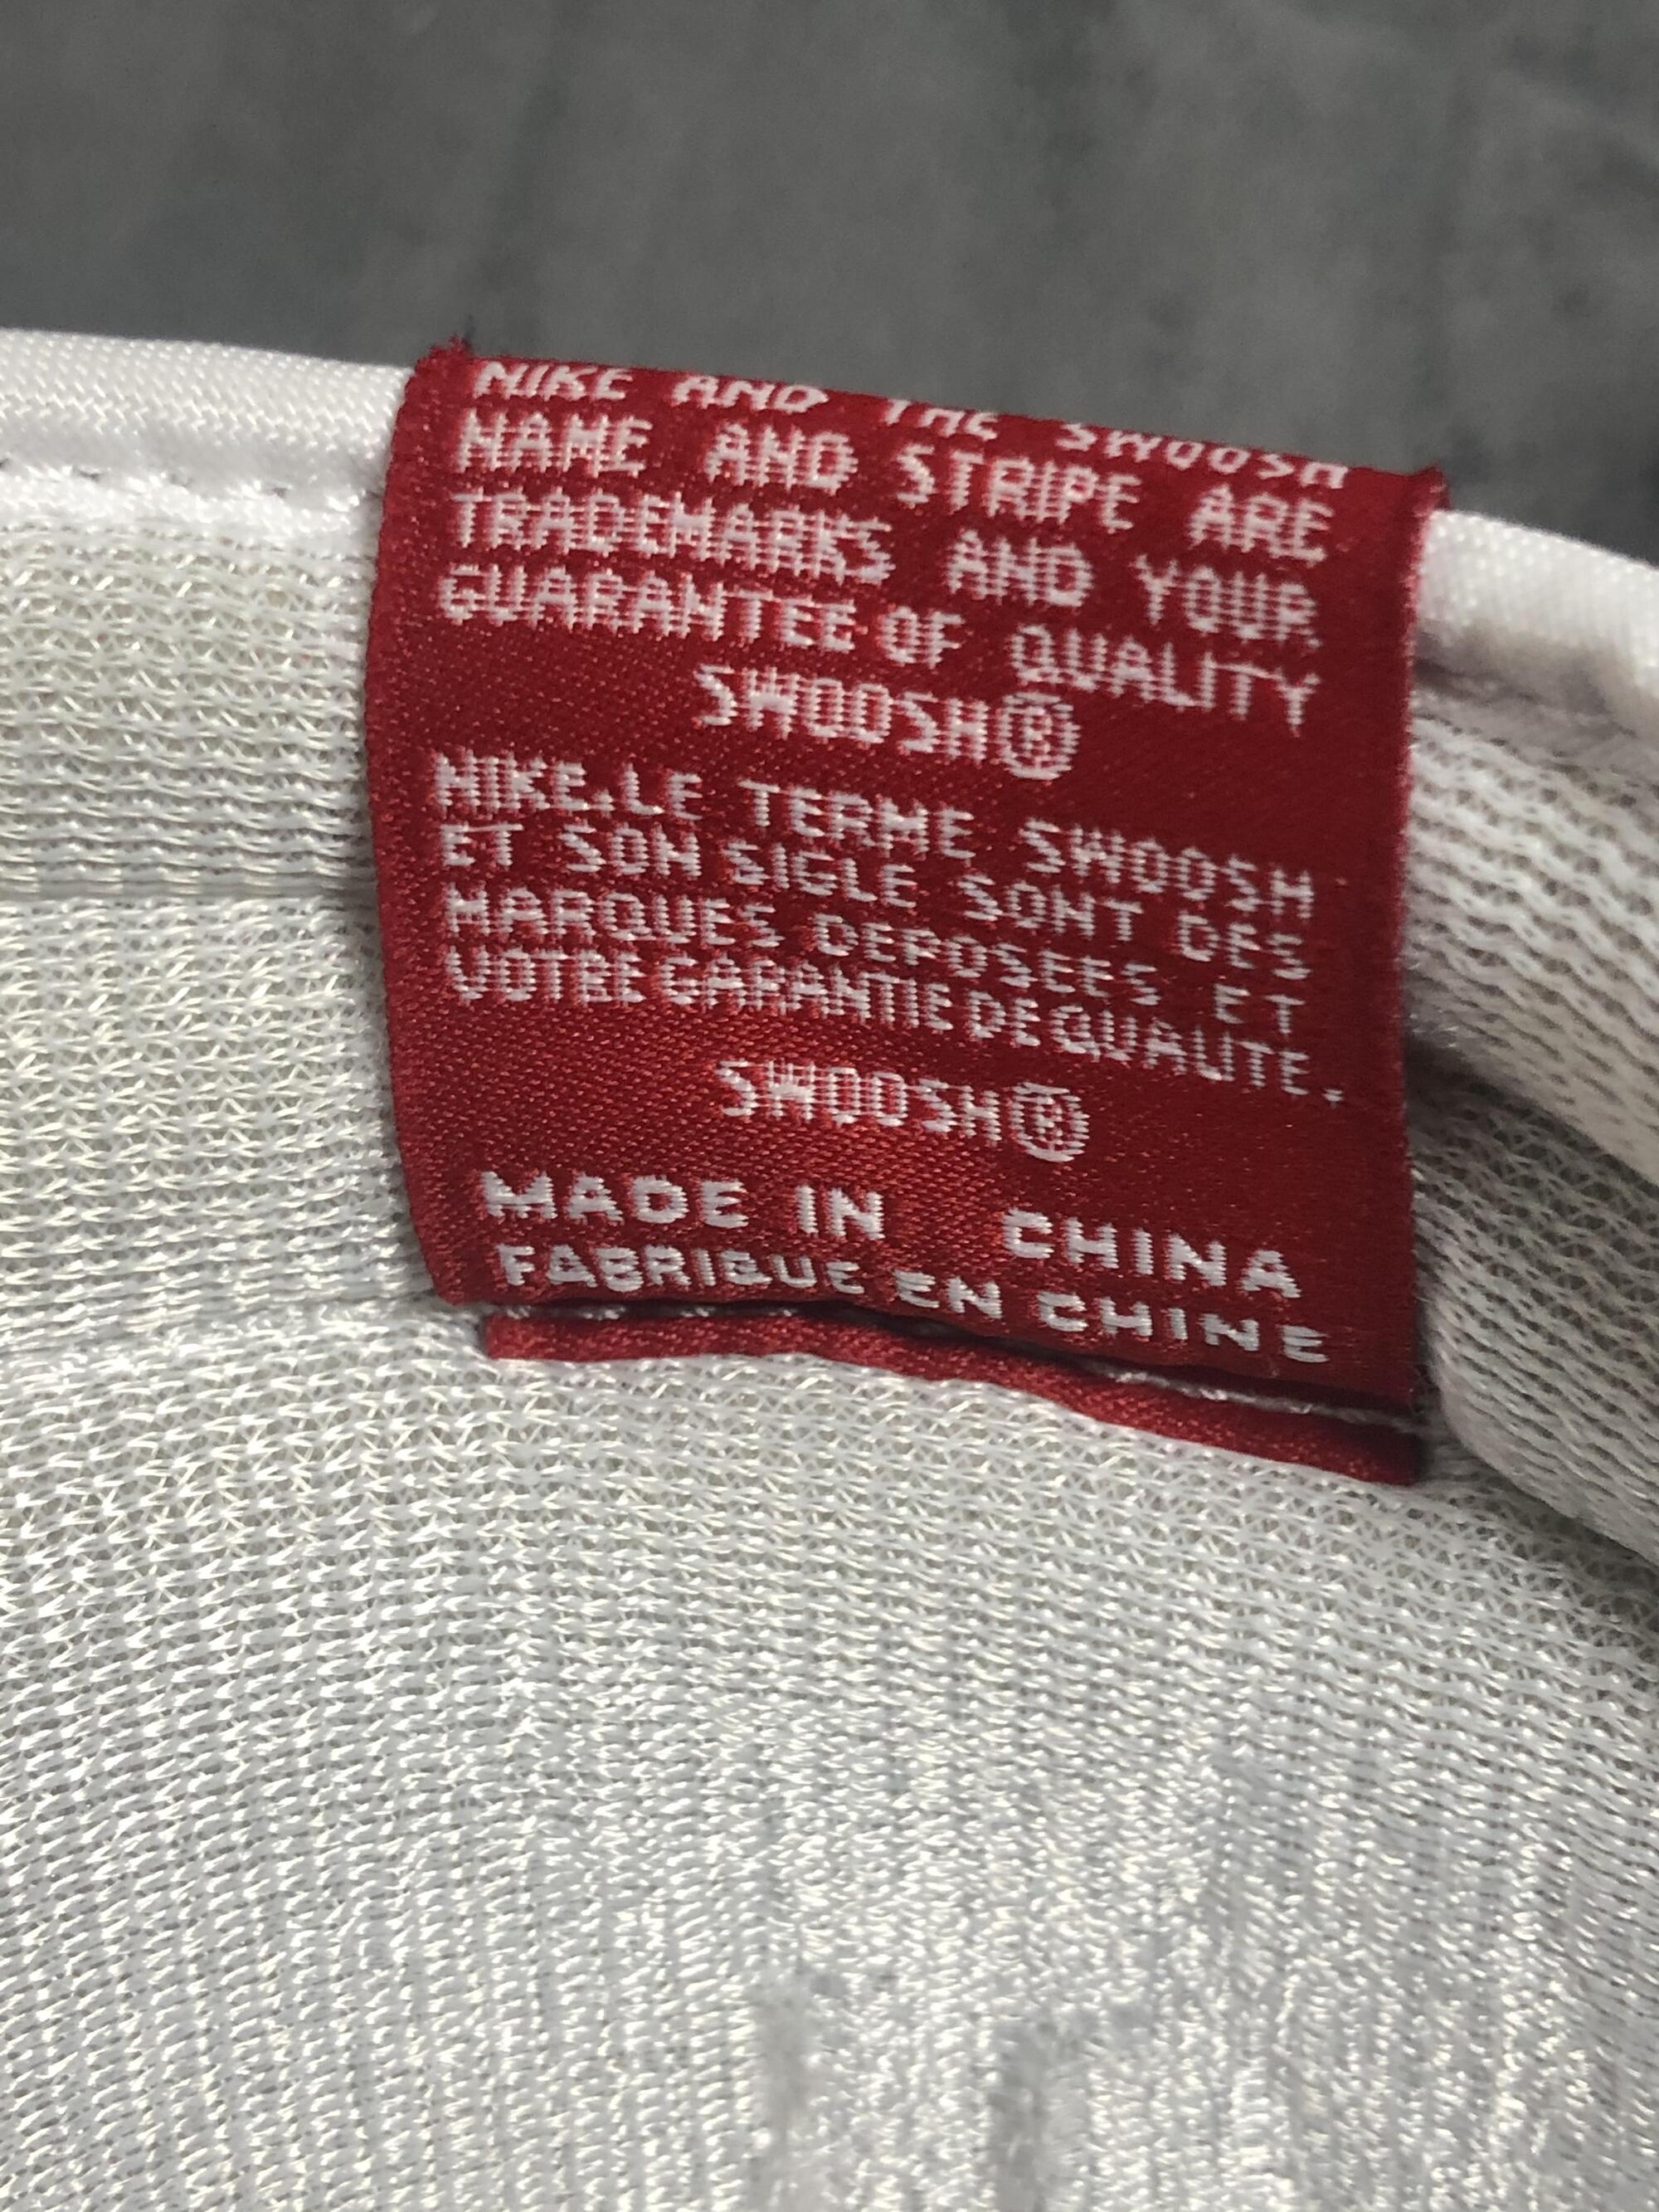 NIKE AND THE SWOOSH
NAME AND STRIPE ARE
TRADEMARKS AND YOUR
GUARANTEE OF QUALITY
SWOOSH®
NIKE.LE TERME SWOOSH
ET SON SIGLE SONT DES
MARQUES DEPOSEES ET
VOTRE GARANTIE DE QUALITE.
SWOOSH®
MADE IN CHINA
FABRIQUE EN CHINE